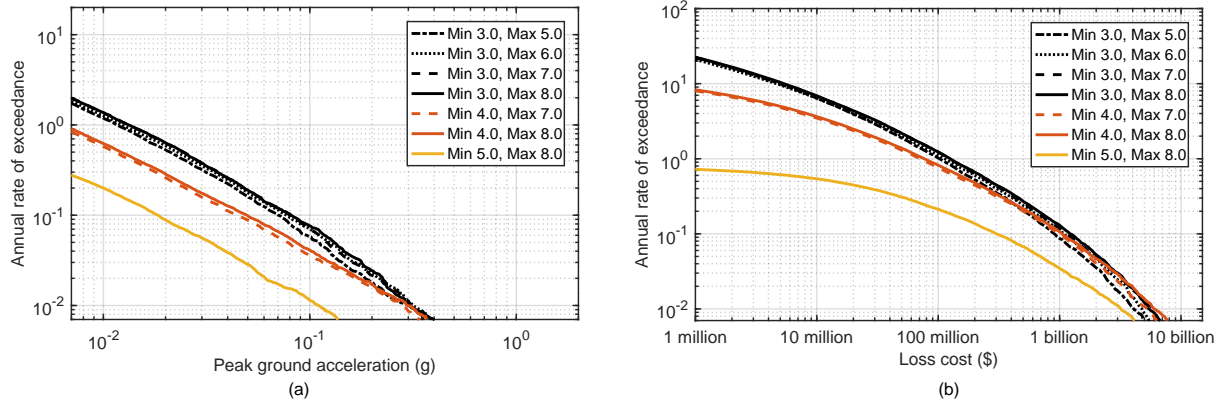 Annual rate of exceedance
10^1
10^0
10^-1
10^-2
Min 3.0, Max 5.0
Min 3.0, Max 6.0
Min 3.0, Max 7.0
Min 3.0, Max 8.0
Min 4.0, Max 7.0
Min 4.0, Max 8.0
Min 5.0, Max 8.0
10^-2 10^-1 10^0
Peak ground acceleration (g)
(a)
Annual rate of exceedance
10^2
10^1
10^0
10^-1
10^-2
Min 3.0, Max 5.0
Min 3.0, Max 6.0
Min 3.0, Max 7.0
Min 3.0, Max 8.0
Min 4.0, Max 7.0
Min 4.0, Max 8.0
Min 5.0, Max 8.0
1 million 10 million 100 million 1 billion 10 billion
Loss cost ($)
(b)